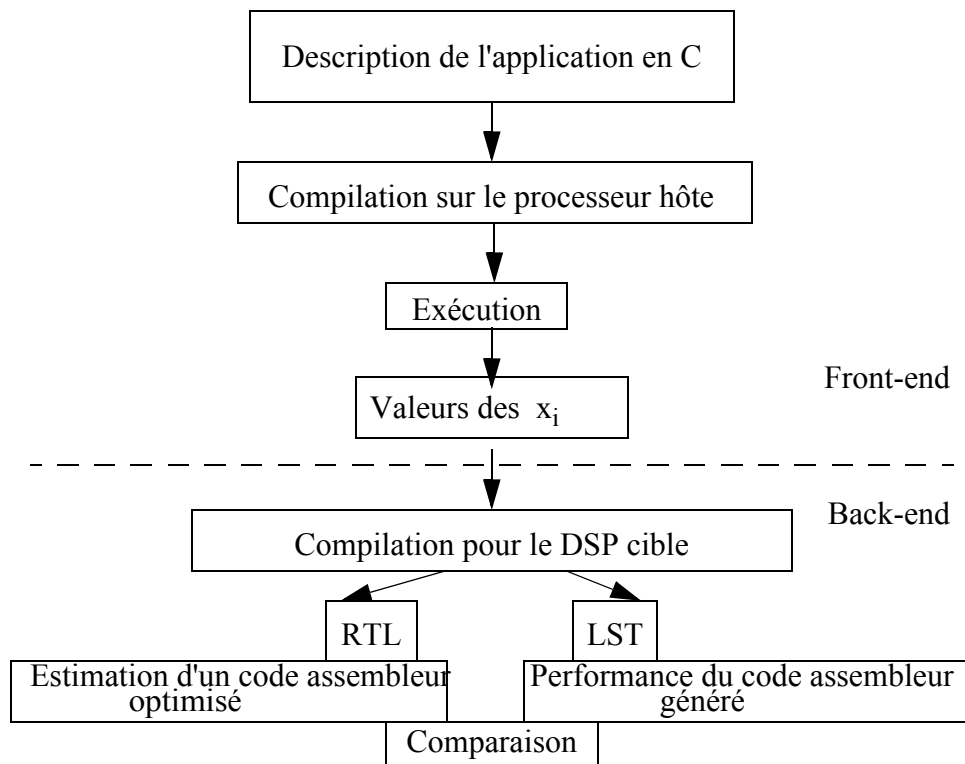 Description de l'application en C
Compilation sur le processeur hôte
Exécution
Valeurs des xi
Front-end
Back-end
Compilation pour le DSP cible
RTL
LST
Estimation d'un code assembleur
optimisé
Performance du code assembleur
généré
Comparaison